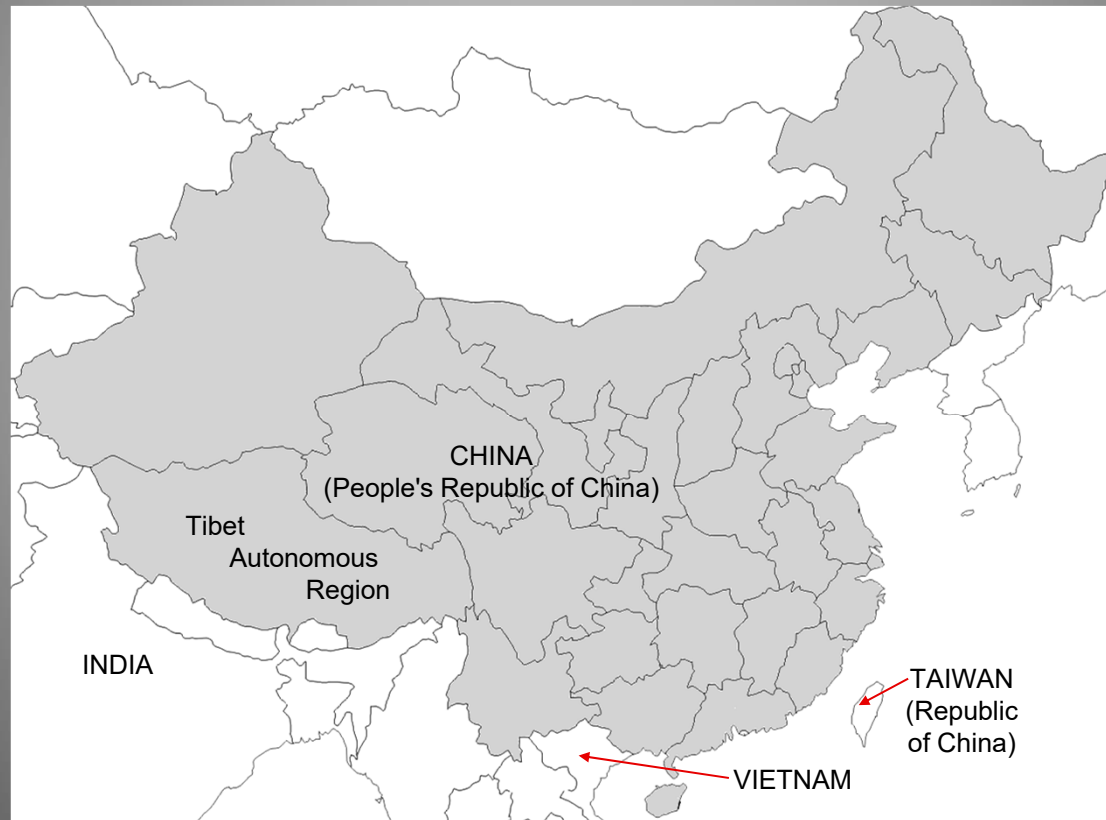 CHINA
(People's Republic of China)
Tibet
Autonomous
Region
INDIA
TAIWAN
(Republic
of China)
VIETNAM